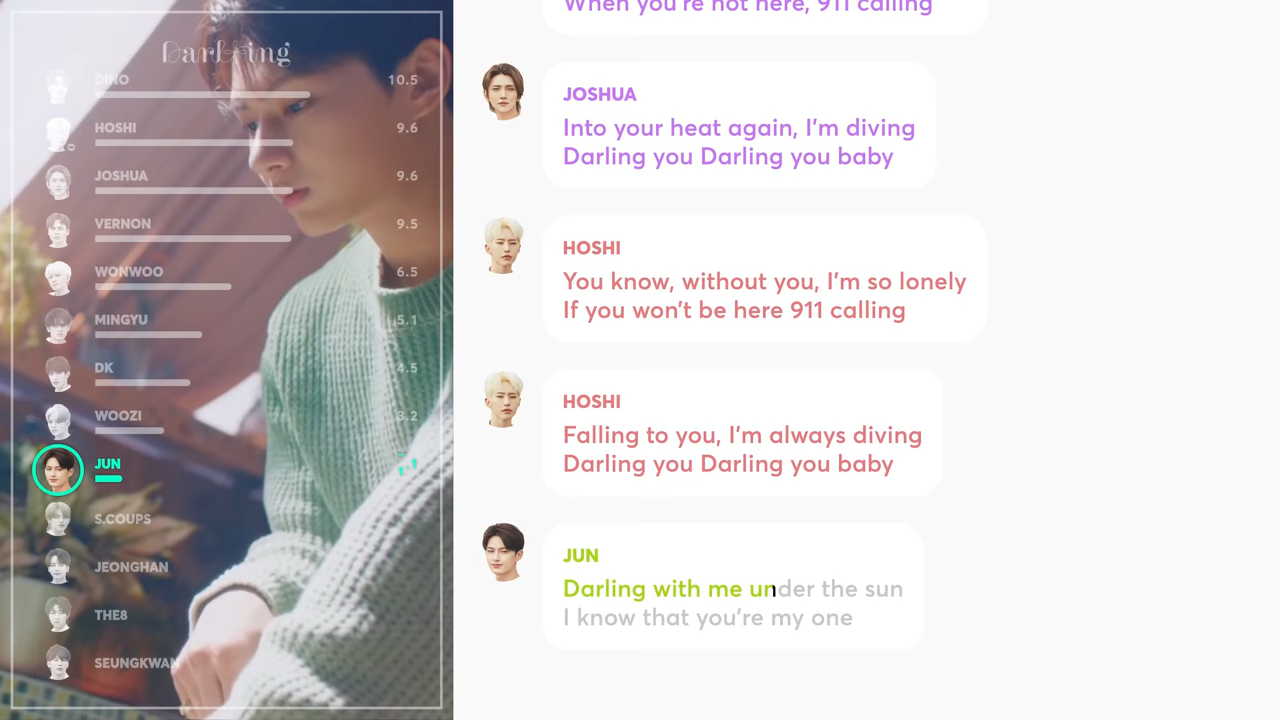 Darl+ing
DINO 10.5
HOSHI 9.6
JOSHUA 9.6
VERNON 9.5
WONWOO 6.5
MINGYU 5.1
DK 4.5
WOOZI 3.2
JUN
S.COUPS
JEONGHAN
THE8
SEUNGKWAN
When you're not here, 911 calling
JOSHUA
Into your heat again, I'm diving
Darling you Darling you baby
HOSHI
You know, without you, I'm so lonely
If you won't be here 911 calling
HOSHI
Falling to you, I'm always diving
Darling you Darling you baby
JUN
Darling with me under the sun
I know that you're my one